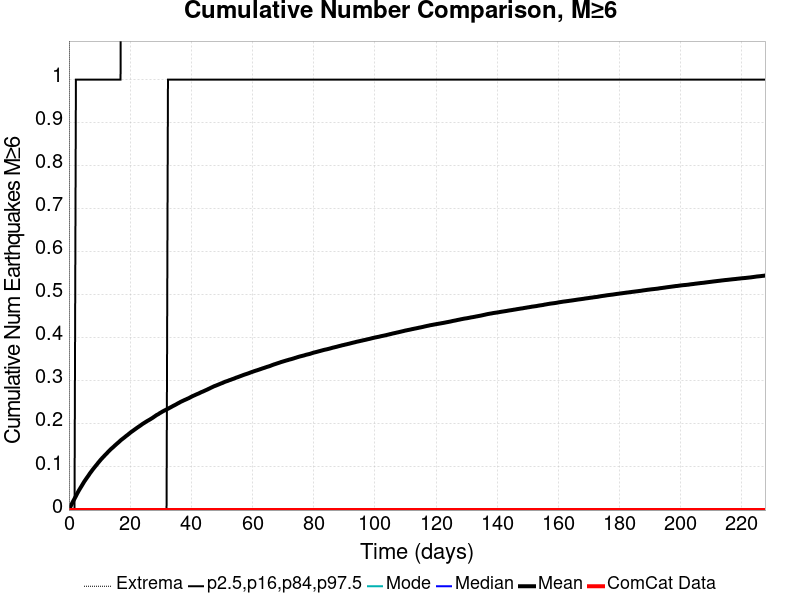 Cumulative Number Comparison, M≥6
Cumulative Num Earthquakes M≥6
1
0.9
0.8
0.7
0.6
0.5
0.4
0.3
0.2
0.1
0
0 20 40 60 80 100 120 140 160 180 200 220
Time (days)
Extrema p2.5,p16,p84,p97.5 Mode Median Mean ComCat Data